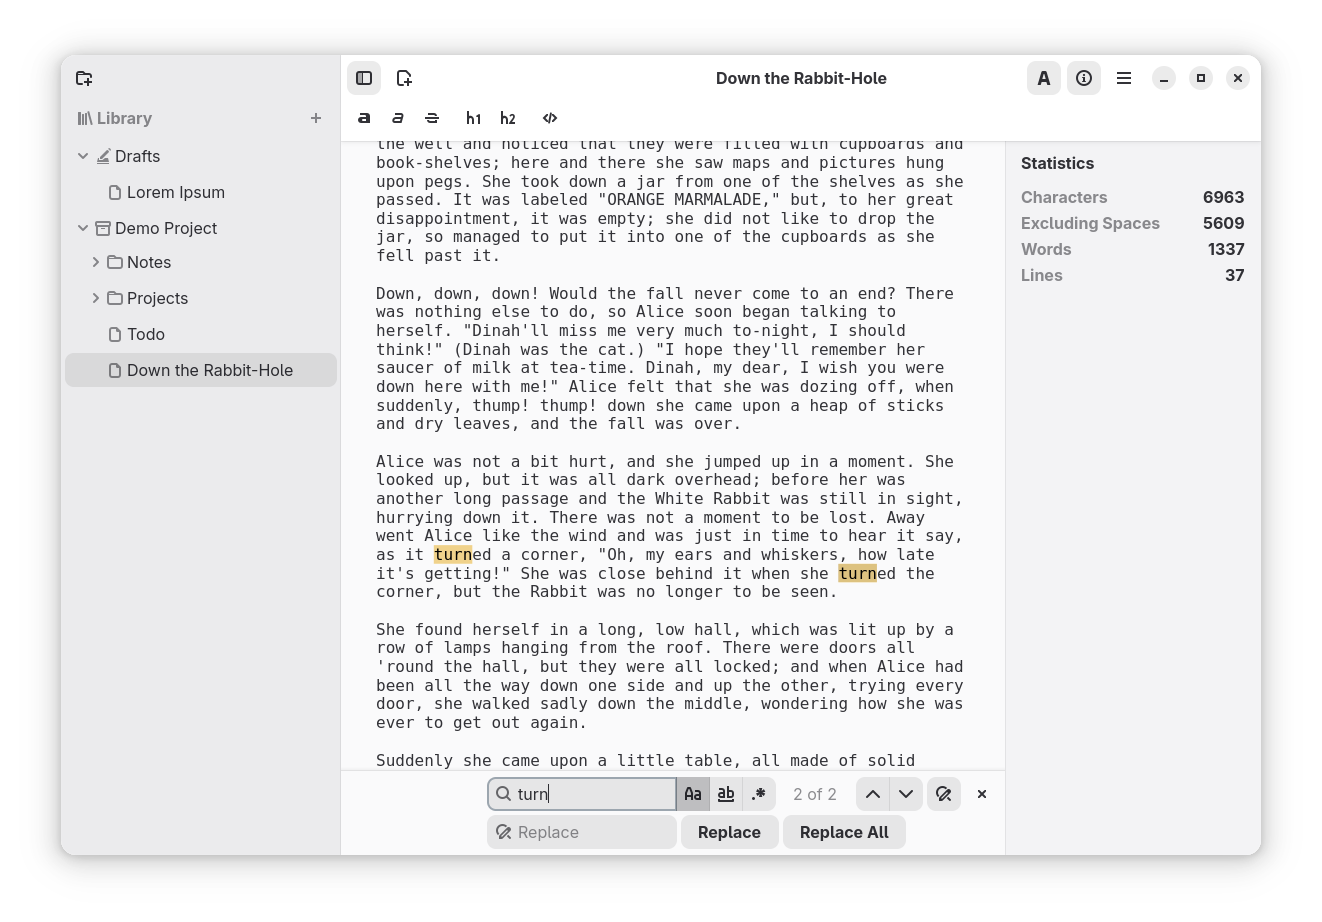 Down the Rabbit-Hole
A
Library
a a S h1 h2 </>
Drafts
Lorem Ipsum
Demo Project
Notes
Projects
Todo
Down the Rabbit-Hole
the well and noticed that they were filled with cupboards and
book-shelves; here and there she saw maps and pictures hung
upon pegs. She took down a jar from one of the shelves as she
passed. It was labeled "ORANGE MARMALADE," but, to her great
disappointment, it was empty; she did not like to drop the
jar, so managed to put it into one of the cupboards as she
fell past it.
Down, down, down! Would the fall never come to an end? There
was nothing else to do, so Alice soon began talking to
herself. "Dinah'll miss me very much to-night, I should
think!" (Dinah was the cat.) "I hope they'll remember her
saucer of milk at tea-time. Dinah, my dear, I wish you were
down here with me!" Alice felt that she was dozing off, when
suddenly, thump! thump! down she came upon a heap of sticks
and dry leaves, and the fall was over.
Alice was not a bit hurt, and she jumped up in a moment. She
looked up, but it was all dark overhead; before her was
another long passage and the White Rabbit was still in sight,
hurrying down it. There was not a moment to be lost. Away
went Alice like the wind and was just in time to hear it say,
as it turned a corner, "Oh, my ears and whiskers, how late
it's getting!" She was close behind it when she turned the
corner, but the Rabbit was no longer to be seen.
She found herself in a long, low hall, which was lit up by a
row of lamps hanging from the roof. There were doors all
'round the hall, but they were all locked; and when Alice had
been all the way down one side and up the other, trying every
door, she walked sadly down the middle, wondering how she was
ever to get out again.
Suddenly she came upon a little table, all made of solid
turn Aa ab .* 2 of 2
Replace Replace Replace All
Statistics
Characters 6963
Excluding Spaces 5609
Words 1337
Lines 37